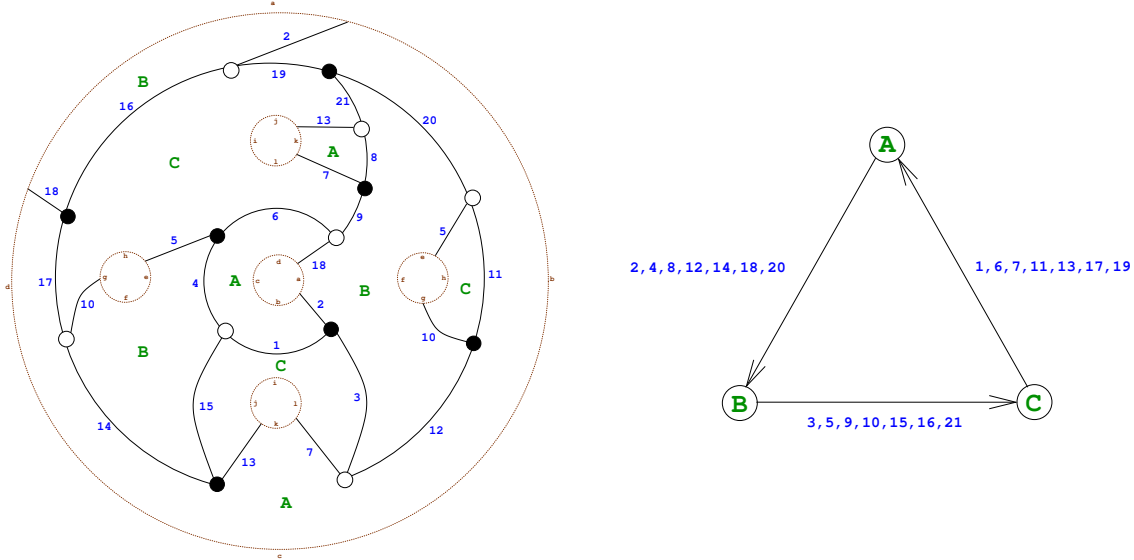 a
2
B
19
16
21
20
13
j
i
k
l
A
C
8
7
18
6
9
5
5
18
h
g
e
f
d
c
a
b
e
f
h
g
4
A
B
C
11
17
d
b
10
2
10
1
B
C
i
j
l
k
3
15
14
12
13
7
A
c
A
2,4,8,12,14,18,20
1,6,7,11,13,17,19
B
C
3,5,9,10,15,16,21